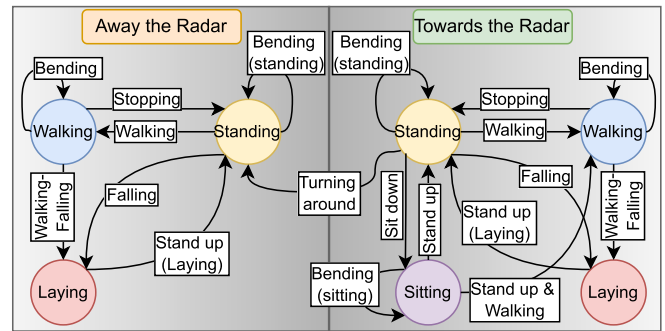 Away the Radar
Towards the Radar
Bending
Bending
(standing)
Bending
(standing)
Bending
Stopping
Stopping
Walking
Walking
Standing
Standing
Walking
Walking
Walking-
Falling
Falling
Turning
around
Sit down
Stand up
Falling
Walking-
Falling
Stand up
(Laying)
Stand up
(Laying)
Laying
Bending
(sitting)
Sitting
Stand up &
Walking
Laying